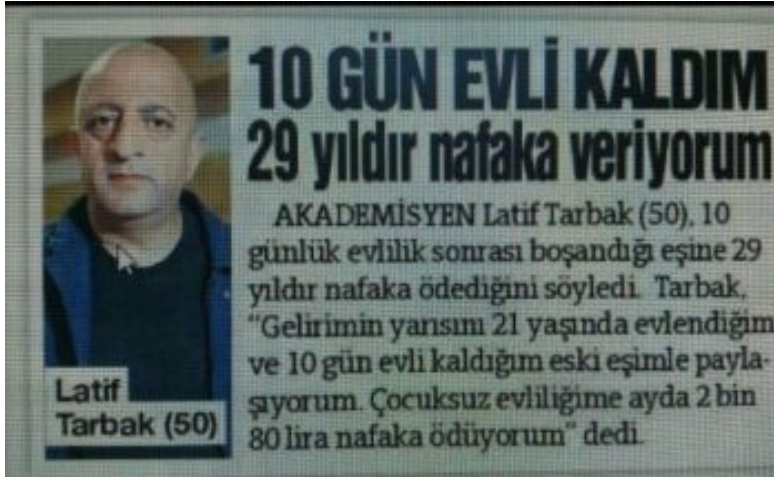 10 GÜN EVLİ KALDIM
29 yıldır nafaka veriyorum
AKADEMİSYEN Latif Tarbak (50), 10
günlük evlilik sonrası boşandığı eşine 29
yıldır nafaka ödediğini söyledi. Tarbak,
“Gelirimin yarısını 21 yaşında evlendiğim
ve 10 gün evli kaldığım eski eşimle payla-
şıyorum. Çocuksuz evliliğime ayda 2 bin
80 lira nafaka ödüyorum” dedi.
Latif
Tarbak (50)